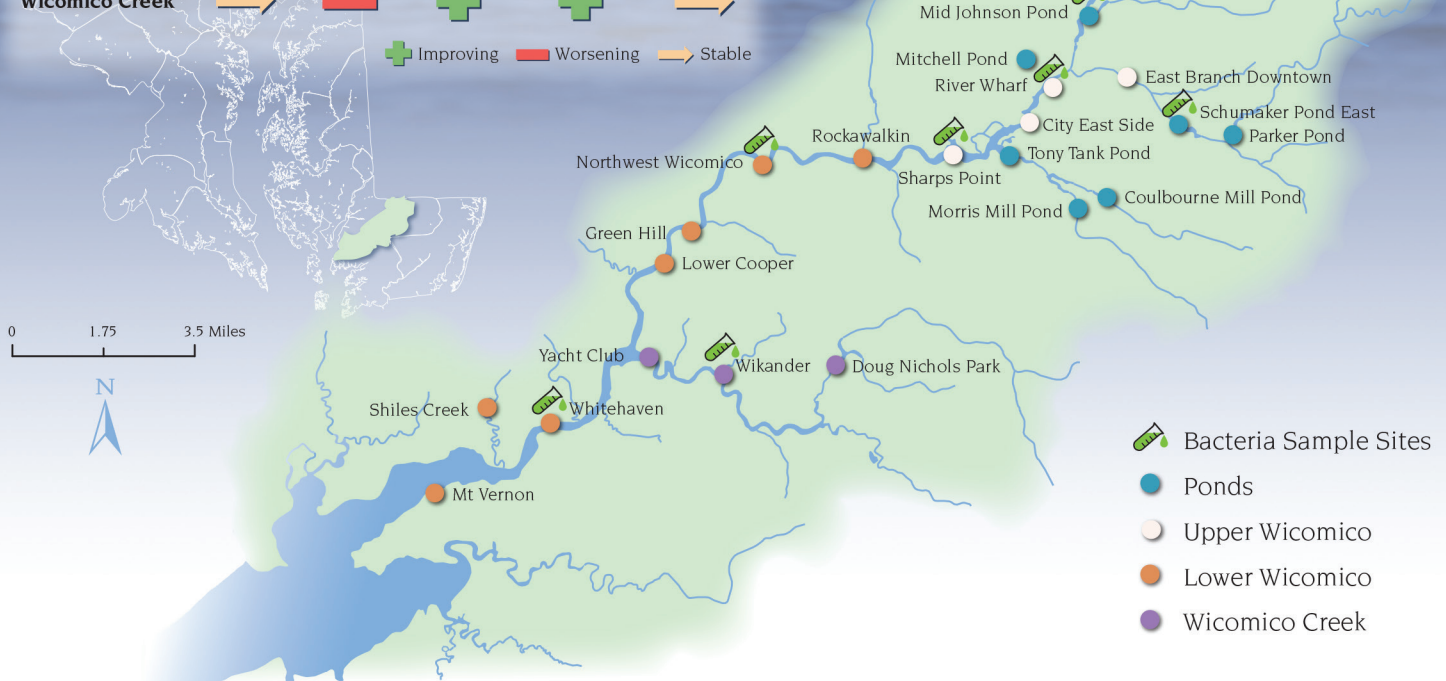 Wicomico Creek
Improving Worsening Stable
Mid Johnson Pond
Mitchell Pond
River Wharf
East Branch Downtown
Schumaker Pond East
City East Side
Parker Pond
Rockawalkin
Tony Tank Pond
Northwest Wicomico
Sharps Point
Coulbourne Mill Pond
Morris Mill Pond
Green Hill
Lower Cooper
0 1.75 3.5 Miles
N
Yacht Club
Wikander
Doug Nichols Park
Shiles Creek
Whitehaven
Mt Vernon
Bacteria Sample Sites
Ponds
Upper Wicomico
Lower Wicomico
Wicomico Creek